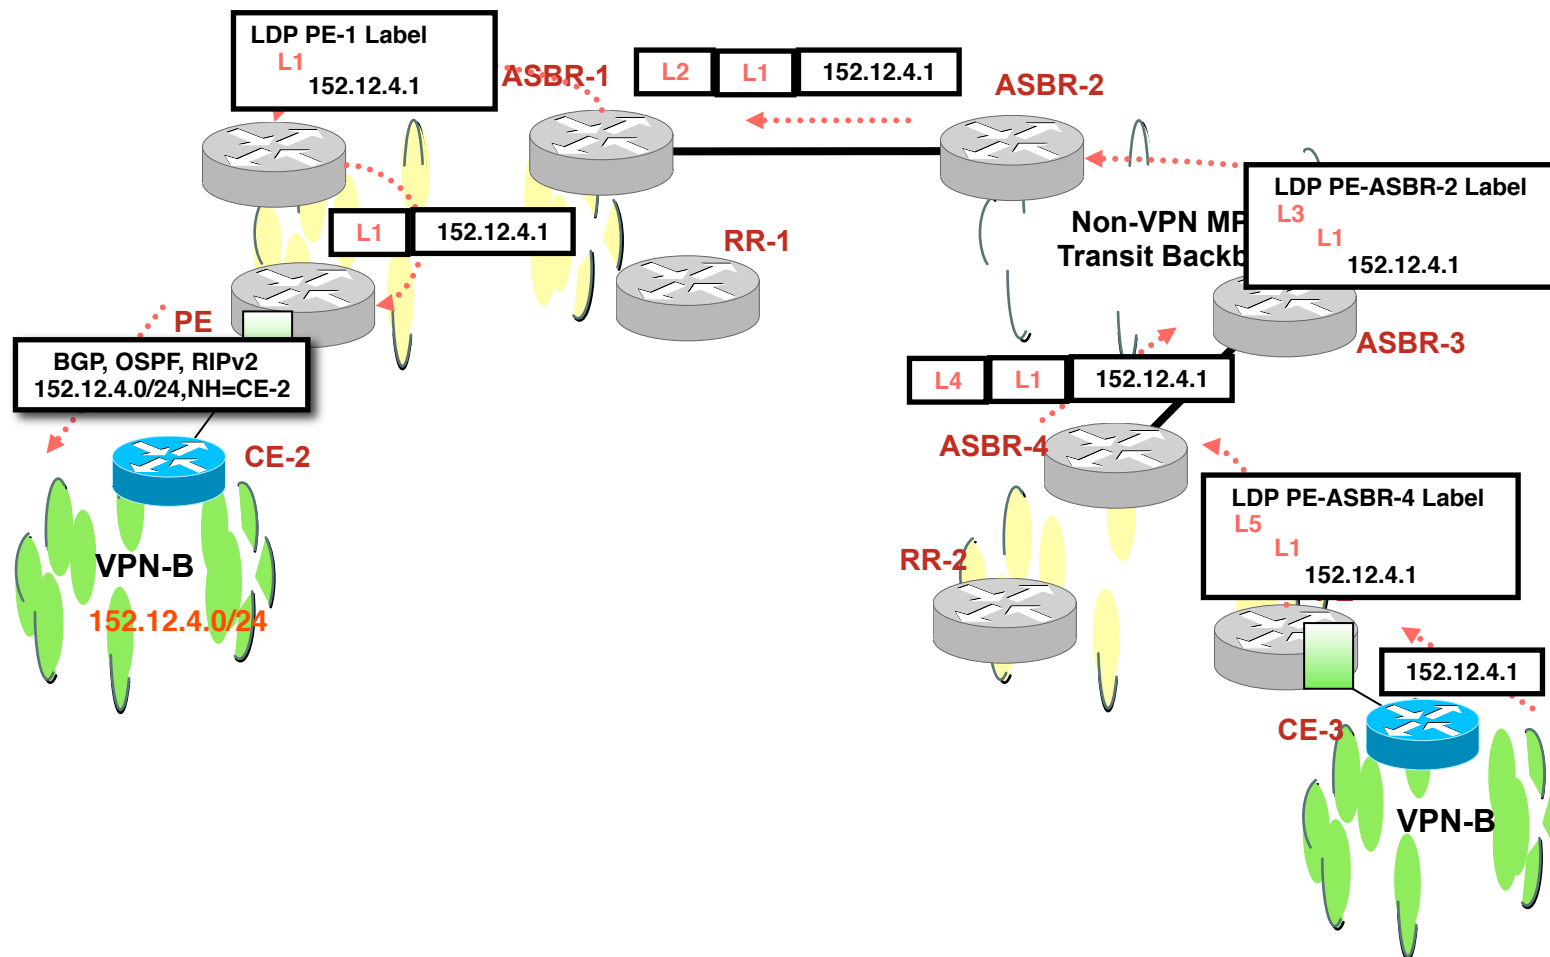 LDP PE-1 Label
L1
152.12.4.1
ASBR-1
L2 L1 152.12.4.1
ASBR-2
LDP PE-ASBR-2 Label
L3
L1
152.12.4.1
Non-VPN
Transit
L1 152.12.4.1
RR-1
PE
ASBR-3
BGP, OSPF, RIPv2
152.12.4.0/24,NH=CE-2
L4 L1 152.12.4.1
CE-2
ASBR-4
LDP PE-ASBR-4 Label
L5
L1
152.12.4.1
VPN-B
152.12.4.0/24
RR-2
152.12.4.1
CE-3
VPN-B